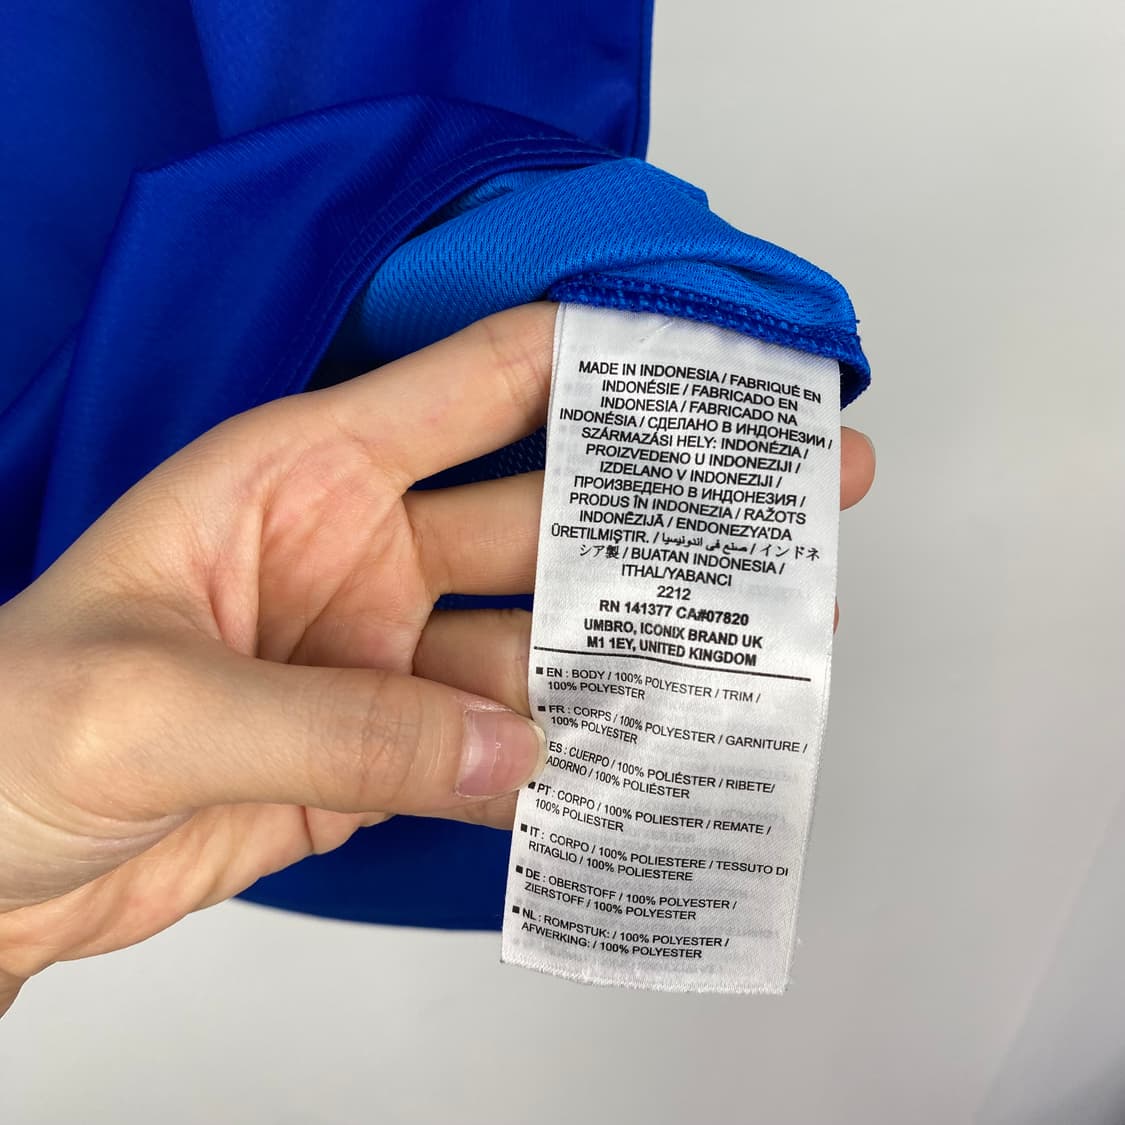 MADE IN INDONESIA / FABRIQUÉ EN
INDONÉSIE / FABRICADO EN
INDONESIA / FABRICADO NA
INDONÉSIA / СДЕЛАНО В ИНДОНЕЗИИ /
SZÁRMAZÁSI HELY: INDONÉZIA /
PROIZVEDENO U INDONEZIJI /
IZDELANO V INDONEZIJI /
ПРОИЗВЕДЕНО В ИНДОНЕЗИЯ /
PRODUS ÎN INDONEZIA / RAŽOTS
INDONĒZIJĀ / ENDONEZYA'DA
ÜRETILMIŞTIR. / صنع في اندونيسيا / インドネ
シア製 / BUATAN INDONESIA /
ITHAL/YABANCI
2212
RN 141377 CA#07820
UMBRO, ICONIX BRAND UK
M1 1EY, UNITED KINGDOM
■ EN : BODY / 100% POLYESTER / TRIM /
100% POLYESTER
■ FR : CORPS / 100% POLYESTER / GARNITURE /
100% POLYESTER
ES : CUERPO / 100% POLIÉSTER / RIBETE/
ADORNO / 100% POLIÉSTER
■ PT : CORPO / 100% POLIESTER / REMATE /
100% POLIESTER
■ IT : CORPO / 100% POLIESTERE / TESSUTO DI
RITAGLIO / 100% POLIESTERE
■ DE : OBERSTOFF / 100% POLYESTER /
ZIERSTOFF / 100% POLYESTER
■ NL : ROMPSTUK: / 100% POLYESTER /
AFWERKING: / 100% POLYESTER